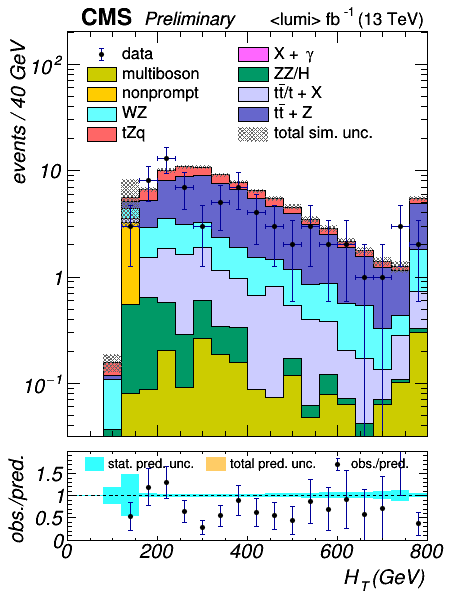 CMS Preliminary <lumi> fb⁻¹ (13 TeV)
events / 40 GeV
10²
10
1
10⁻¹
data
multiboson
nonprompt
WZ
tZq
X + γ
ZZ/H
tt̄/t + X
tt̄ + Z
total sim. unc.
obs./pred.
1.5
1
0.5
0
stat. pred. unc. total pred. unc. obs./pred.
0 200 400 600 800
H_T (GeV)